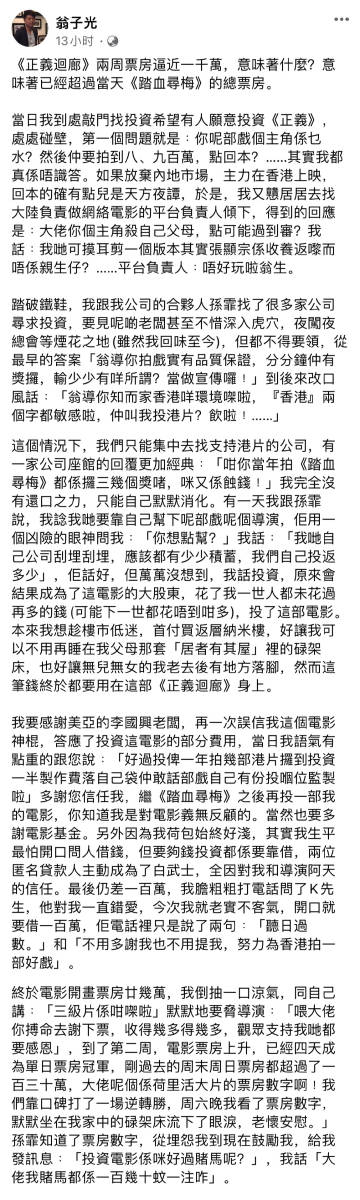 翁子光
13小时
《正義迴廊》兩周票房逼近一千萬，意味著什麼？意
味著已經超過當天《踏血尋梅》的總票房。
當日我到處敲門找投資希望有人願意投資《正義》，
處處碰壁，第一個問題就是：你呢部戲個主角係乜
水？然後仲要拍到八、九百萬，點回本？......其實我都
真係唔識答。如果放棄內地市場，主力在香港上映，
回本的確有點兒是天方夜譚，於是，我又戇居居去找
大陸負責做網絡電影的平台負責人傾下，得到的回應
是：大佬你個主角殺自己父母，點可能過到審？我
話：我哋可摸耳剪一個版本其實張顯宗係收養返嚟而
唔係親生仔？......平台負責人：唔好玩啦翁生。
踏破鐵鞋，我跟我公司的合夥人孫霏找了很多家公司
尋求投資，要見呢啲老闆甚至不惜深入虎穴，夜闖夜
總會等煙花之地 (雖然我回味至今)，但都不得要領，從
最早的答案「翁導你拍戲實有品質保證，分分鐘仲有
獎攞，輸少少有咩所謂？當做宣傳囉！」到後來改口
風話：「翁導你知而家香港咩環境㗎啦，『香港』兩
個字都敏感啦，仲叫我投港片？飲啦！......」
這個情況下，我們只能集中去找支持港片的公司，有
一家公司座館的回覆更加經典：「咁你當年拍《踏血
尋梅》都係攞三幾個獎啫，咪又係蝕錢！」我完全沒
有還口之力，只能自己默默消化。有一天我跟孫霏
說，我諗我哋要靠自己幫下呢部戲呢個導演，佢用一
個凶險的眼神問我：「你想點幫？」我話：「我哋自
己公司刮埋刮埋，應該都有少少積蓄，我們自己投返
多少」，佢話好，但萬萬沒想到，我話投資，原來會
結果成為了這電影的大股東，花了我一世人都未花過
再多的錢 (可能下一世都花唔到咁多)，投了這部電影。
本來我想趁樓市低迷，首付買返層納米樓，好讓我可
以不用再睡在我父母那套「居者有其屋」裡的碌架
床，也好讓無兒無女的我老去後有地方落腳，然而這
筆錢終於都要用在這部《正義迴廊》身上。
我要感謝美亞的李國興老闆，再一次誤信我這個電影
神棍，答應了投資這電影的部分費用，當日我語氣有
點重的跟您說：「好過投俾一年拍幾部港片攞到投資
一半製作費落自己袋仲敢話部戲自己有份投嗰位監製
啦」多謝您信任我，繼《踏血尋梅》之後再投一部我
的電影，你知道我是對電影義無反顧的。當然也要多
謝電影基金。另外因為我荷包始終好淺，其實我生平
最怕開口問人借錢，但要夠錢投資都係要靠借，兩位
匿名貸款人主動成為了白武士，全因對我和導演阿天
的信任。最後仍差一百萬，我膽粗粗打電話問了K先
生，他對我一直錯愛，今次我就老實不客氣，開口就
要借一百萬，佢電話裡只是說了兩句：「聽日過
數。」和「不用多謝我也不用提我，努力為香港拍一
部好戲」。
終於電影開畫票房廿幾萬，我倒抽一口涼氣，同自己
講：「三級片係咁㗎啦」默默地要脅導演：「喂大佬
你搏命去謝下票，收得幾多得幾多，觀眾支持我哋都
要感恩」，到了第二周，電影票房上升，已經四天成
為單日票房冠軍，剛過去的周末周日票房都超過了一
百三十萬，大佬呢個係荷里活大片的票房數字啊！我
們靠口碑打了一場逆轉勝，周六晚我看了票房數字，
默默坐在我家中的碌架床流下了眼淚，老懷安慰。」
孫霏知道了票房數字，從埋怨我到現在鼓勵我，給我
發訊息：「投資電影係咪好過賭馬呢？」，我話「大
佬我賭馬都係一百幾十蚊一注咋」。